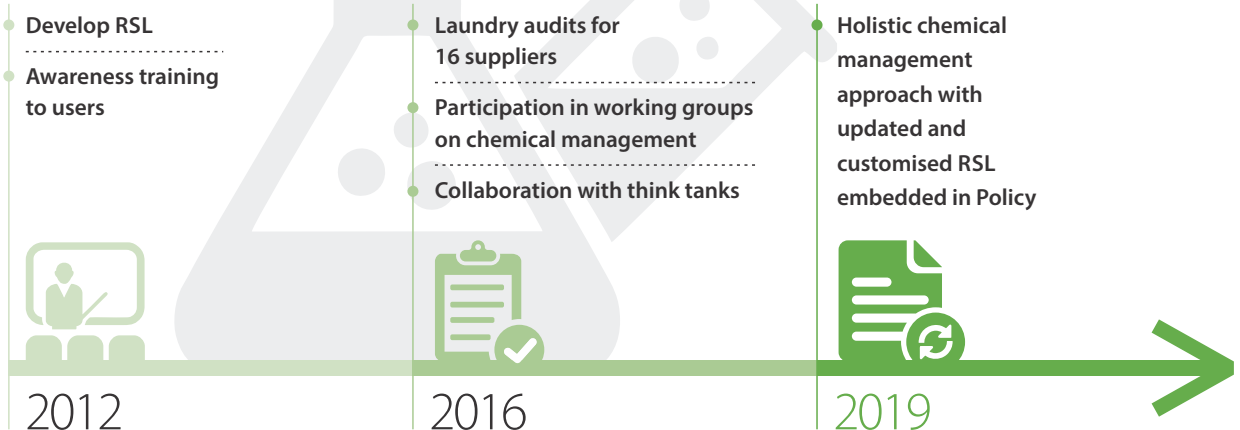 Develop RSL
Awareness training
to users
2012
Laundry audits for
16 suppliers
Participation in working groups
on chemical management
Collaboration with think tanks
2016
Holistic chemical
management
approach with
updated and
customised RSL
embedded in Policy
2019